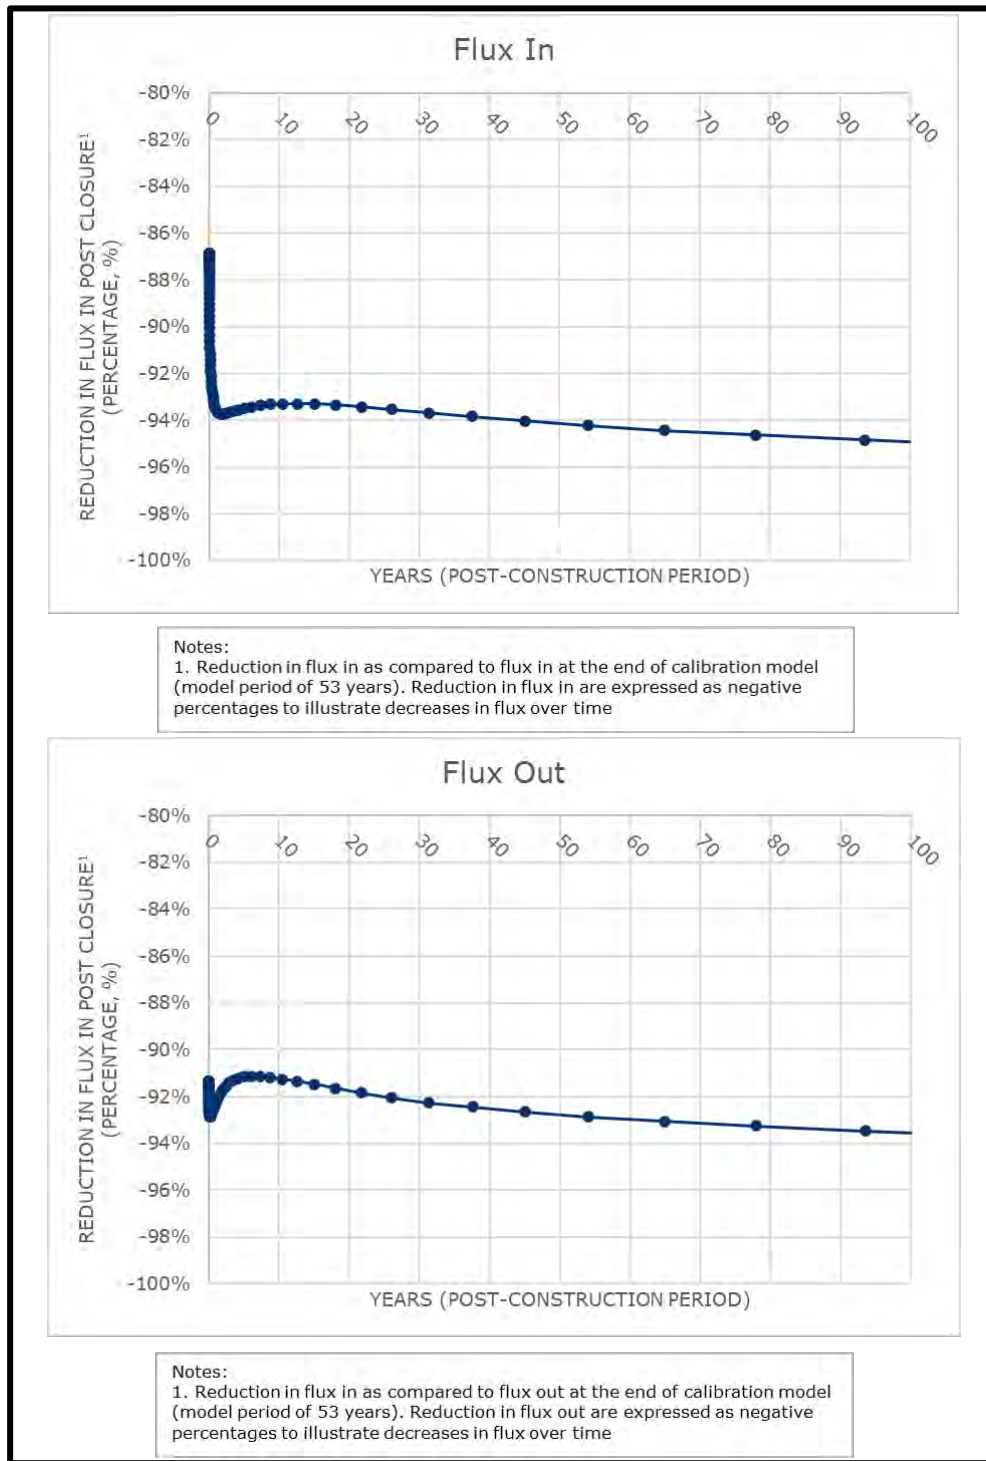 Flux In
-80%
0 10 20 30 40 50 60 70 80 90 100
-82%
-84%
-86%
-88%
-90%
-92%
-94%
-96%
-98%
-100%
REDUCTION IN FLUX IN POST CLOSURE¹
(PERCENTAGE, %)
YEARS (POST-CONSTRUCTION PERIOD)
Notes:
1. Reduction in flux in as compared to flux in at the end of calibration model
(model period of 53 years). Reduction in flux in are expressed as negative
percentages to illustrate decreases in flux over time
Flux Out
-80%
0 10 20 30 40 50 60 70 80 90 100
-82%
-84%
-86%
-88%
-90%
-92%
-94%
-96%
-98%
-100%
REDUCTION IN FLUX IN POST CLOSURE¹
(PERCENTAGE, %)
YEARS (POST-CONSTRUCTION PERIOD)
Notes:
1. Reduction in flux in as compared to flux out at the end of calibration model
(model period of 53 years). Reduction in flux out are expressed as negative
percentages to illustrate decreases in flux over time